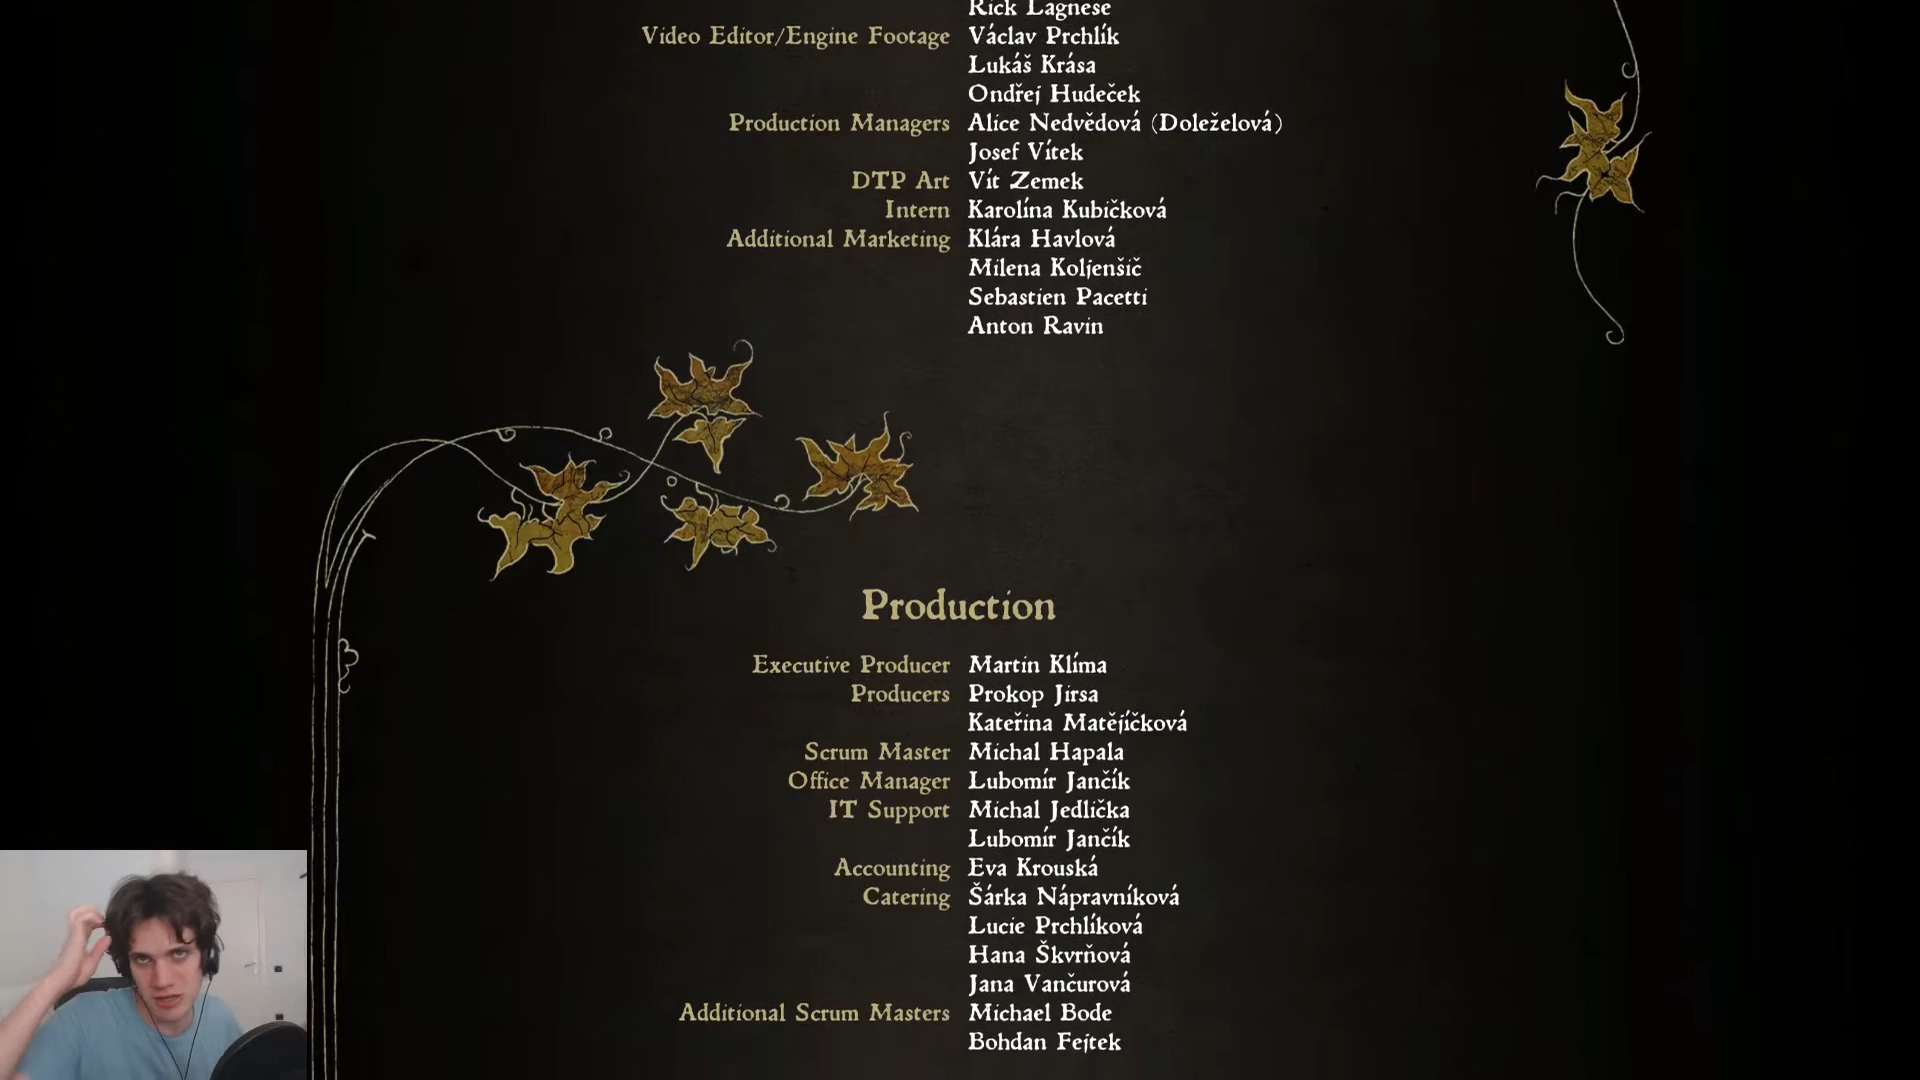 Rick Lagnese
Video Editor/Engine Footage Václav Prchlík
Lukáš Krása
Ondřej Hudeček
Production Managers Alice Nedvědová (Doleželová)
Josef Vítek
DTP Art Vít Zemek
Intern Karolína Kubičková
Additional Marketing Klára Havlová
Milena Koljenšič
Sebastien Pacetti
Anton Ravin
Production
Executive Producer Martin Klíma
Producers Prokop Jirsa
Kateřina Matějíčková
Scrum Master Michal Hapala
Office Manager Lubomír Jančík
IT Support Michal Jedlička
Lubomír Jančík
Accounting Eva Krouská
Catering Šárka Nápravníková
Lucie Prchlíková
Hana Škvrňová
Jana Vančurová
Additional Scrum Masters Michael Bode
Bohdan Fejtek